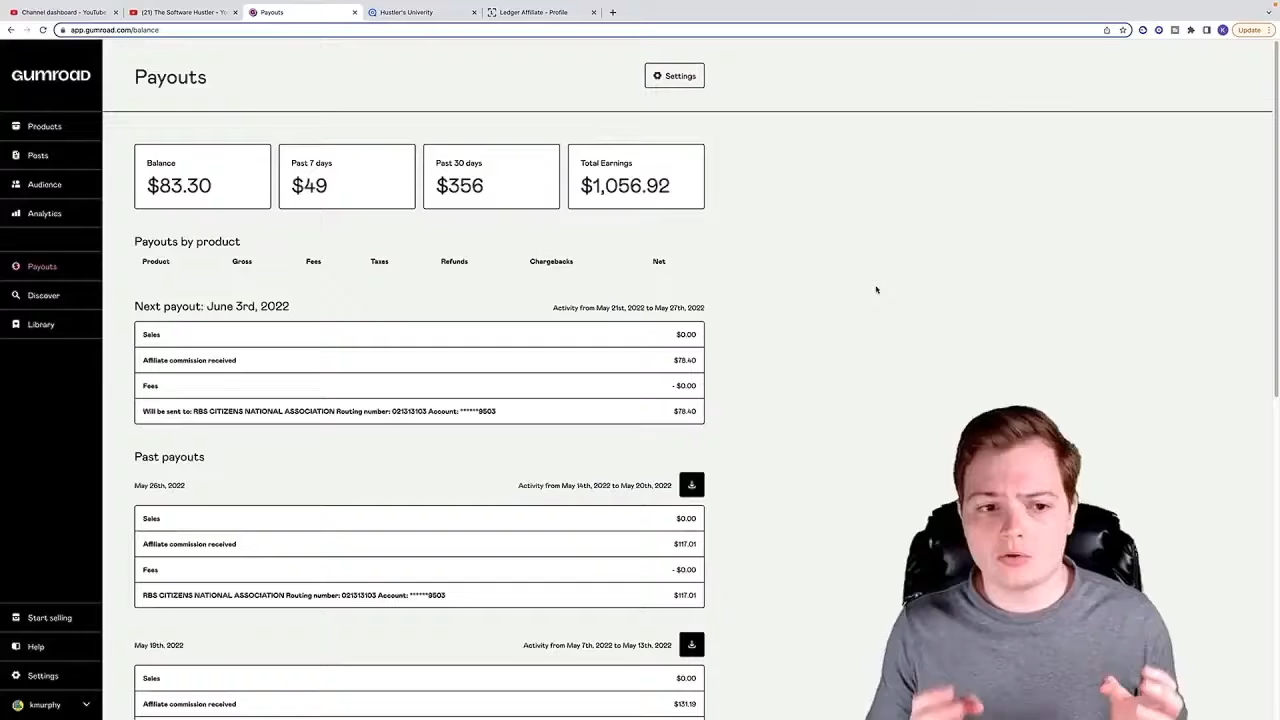 Channel dashboard - YouTube
(21) The Software Hustler - Yo
Payouts
Hustler's Univerity
Ledger Affiliate - Profile
app.gumroad.com/balance
K
Update
GUMROAD
Payouts
Settings
Products
Posts
Audience
Analytics
Payouts
Discover
Library
Balance
$83.30
Past 7 days
$49
Past 30 days
$356
Total Earnings
$1,056.92
Payouts by product
Product Gross Fees Taxes Refunds Chargebacks Net
Next payout: June 3rd, 2022
Activity from May 21st, 2022 to May 27th, 2022
Sales $0.00
Affiliate commission received $78.40
Fees - $0.00
Will be sent to: RBS CITIZENS NATIONAL ASSOCIATION Routing number: 021313103 Account: ******9503 $78.40
Past payouts
May 26th, 2022
Activity from May 14th, 2022 to May 20th, 2022
Sales $0.00
Affiliate commission received $117.01
Fees - $0.00
RBS CITIZENS NATIONAL ASSOCIATION Routing number: 021313103 Account: ******9503 $117.01
May 19th, 2022
Activity from May 7th, 2022 to May 13th, 2022
Sales $0.00
Affiliate commission received $131.19
Start selling
Help
Settings
kmurphy